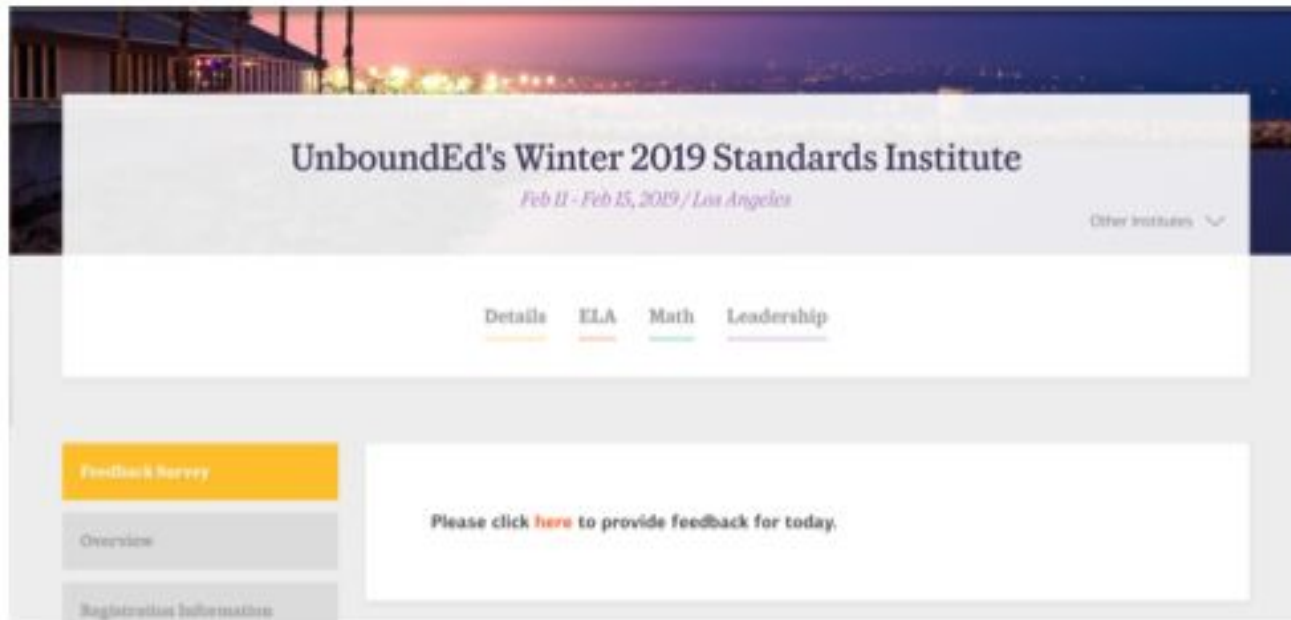 UnboundEd's Winter 2019 Standards Institute
Feb 11 - Feb 15, 2019 / Los Angeles
Other Institutes
Details ELA Math Leadership
Feedback Survey
Please click here to provide feedback for today.
Overview
Registration Information